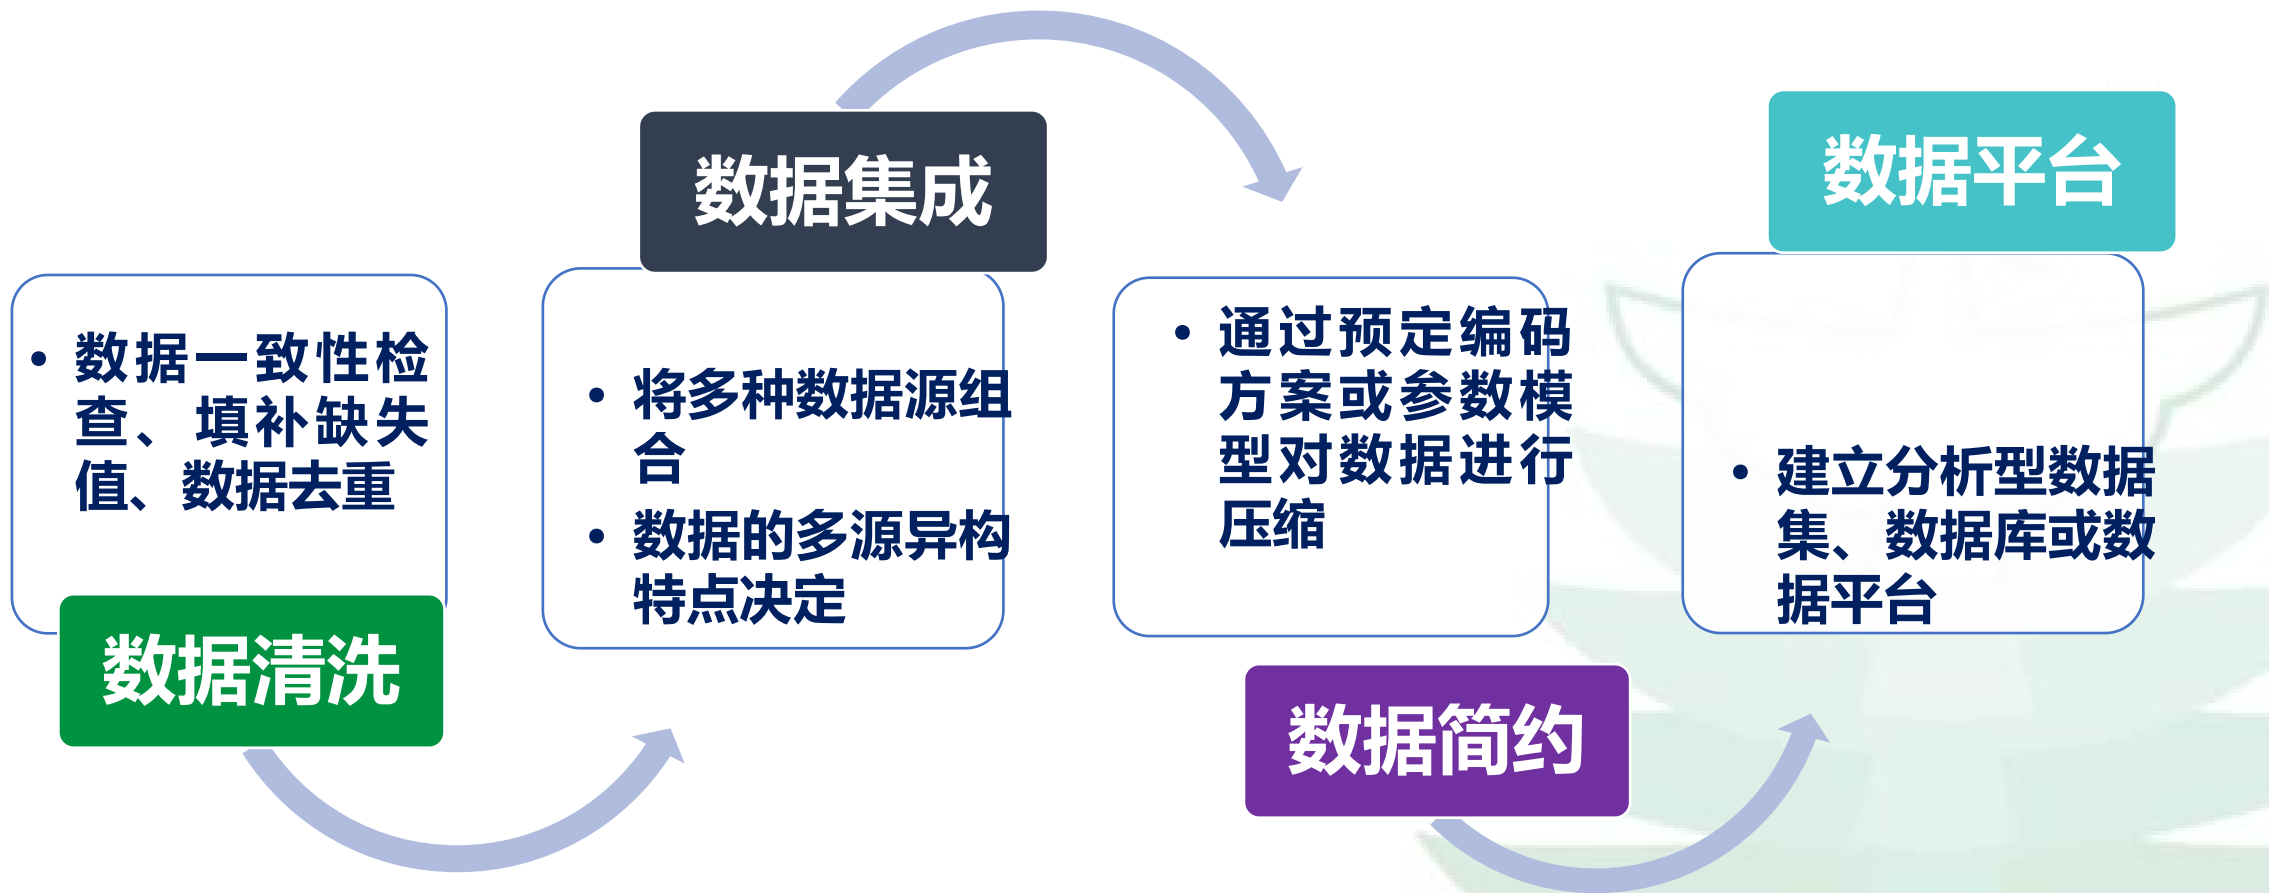 • 数据一致性检
查、填补缺失
值、数据去重
数据清洗
数据集成
• 将多种数据源组
合
• 数据的多源异构
特点决定
• 通过预定编码
方案或参数模
型对数据进行
压缩
数据简约
数据平台
• 建立分析型数据
集、数据库或数
据平台